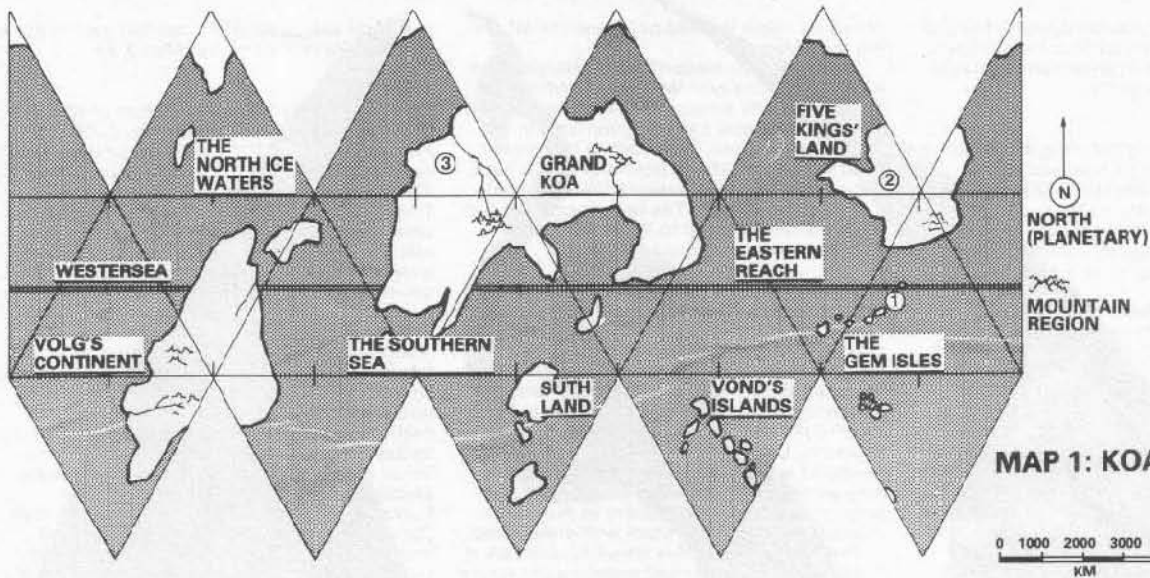 THE
NORTH ICE
WATERS
③
GRAND
KOA
FIVE
KINGS'
LAND
②
N
NORTH
(PLANETARY)
WESTERSEA
THE
EASTERN
REACH
①
MOUNTAIN
REGION
VOLG'S
CONTINENT
THE SOUTHERN
SEA
THE
GEM ISLES
SUTH
LAND
VOND'S
ISLANDS
MAP 1: KOA
0 1000 2000 3000
KM